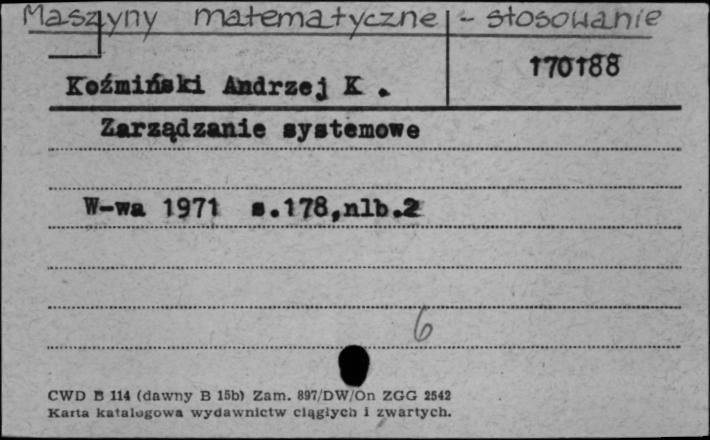 Maszyny matematyczne - stosowanie
170188
Koźmiński Andrzej K .
Zarządzanie systemowe
W-wa 1971 s.178,nlb.2
6
CWD B 114 (dawny B 15b) Zam. 897/DW/On ZGG 2542
Karta katalogowa wydawnictw ciągłych i zwartych.